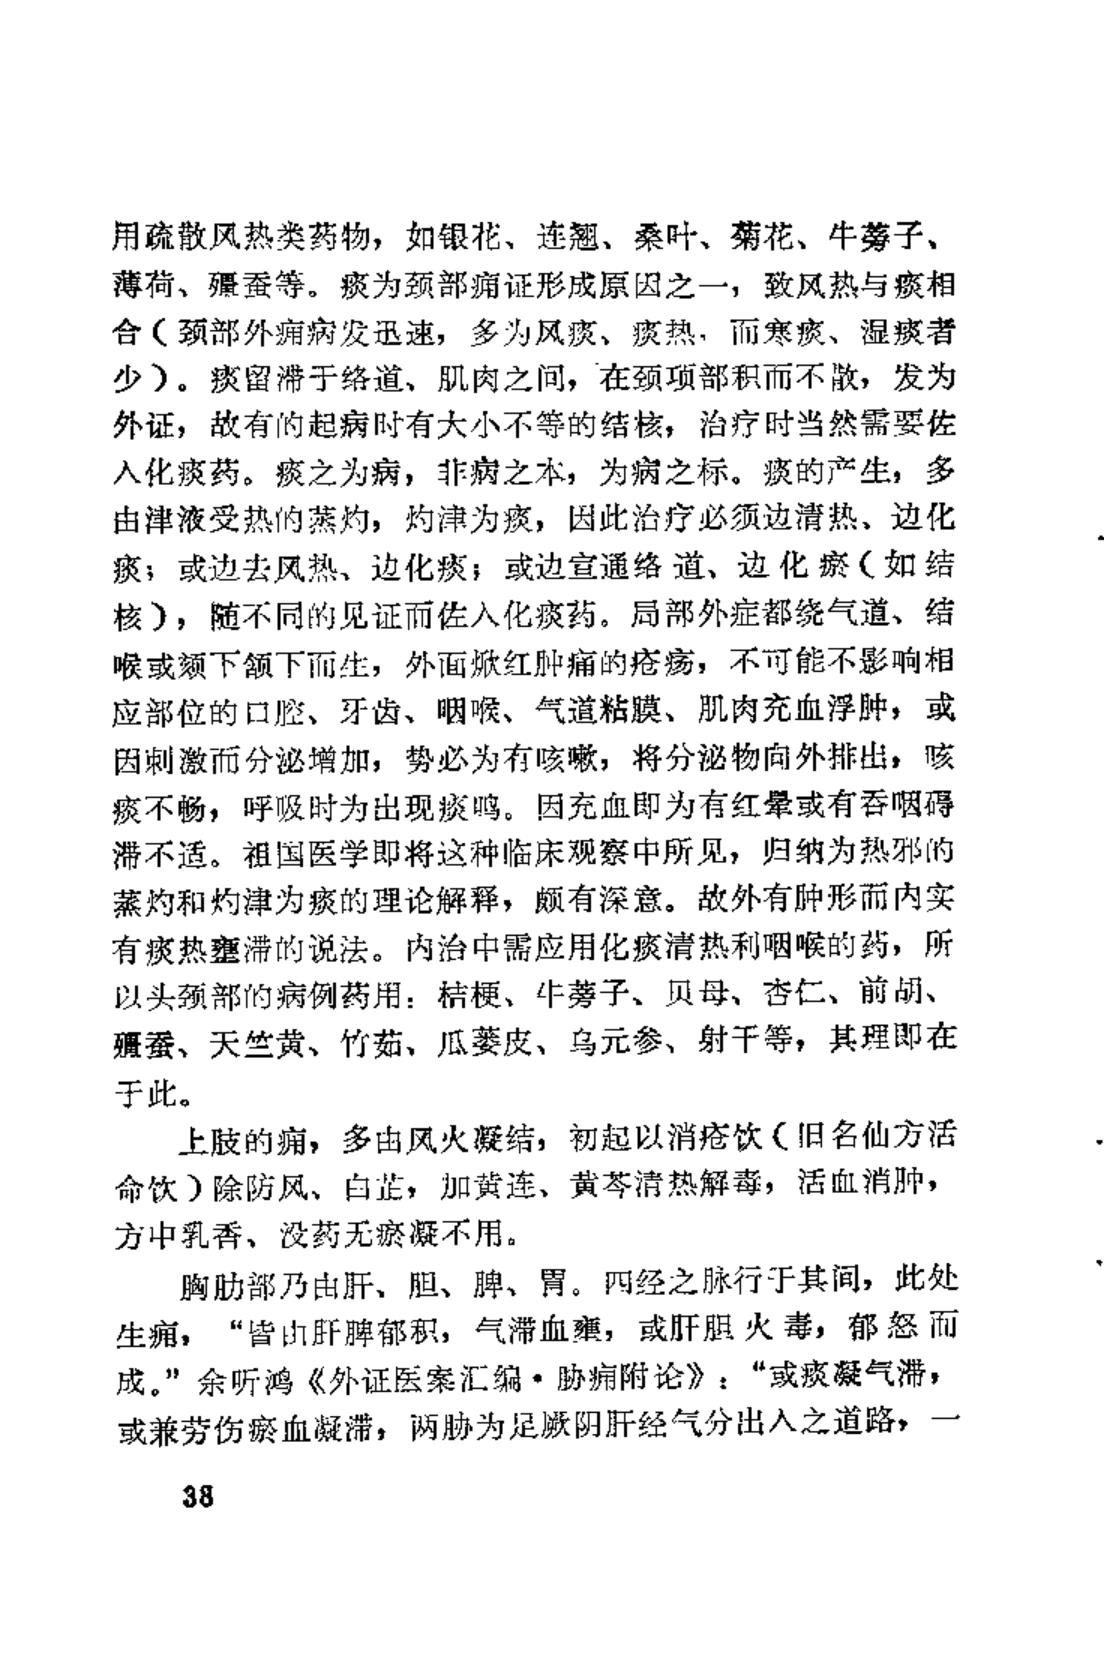 用疏散风热类药物，如银花、连翘、桑叶、菊花、牛蒡子、
薄荷、殭蚕等。痰为颈部痈证形成原因之一，致风热与痰相
合（颈部外痈病发迅速，多为风痰、痰热，而寒痰、湿痰者
少）。痰留滞于络道、肌肉之间，在颈项部积而不散，发为
外证，故有的起病时有大小不等的结核，治疗时当然需要佐
入化痰药。痰之为病，非病之本，为病之标。痰的产生，多
由津液受热的蒸灼，灼津为痰，因此治疗必须边清热、边化
痰；或边去风热、边化痰；或边宣通络道、边化瘀（如结
核），随不同的见证而佐入化痰药。局部外症都绕气道、结
喉或颏下颌下而生，外面焮红肿痛的疮疡，不可能不影响相
应部位的口腔、牙齿、咽喉、气道粘膜、肌肉充血浮肿，或
因刺激而分泌增加，势必为有咳嗽，将分泌物向外排出，咳
痰不畅，呼吸时为出现痰鸣。因充血即为有红晕或有吞咽碍
滞不适。祖国医学即将这种临床观察中所见，归纳为热邪的
蒸灼和灼津为痰的理论解释，颇有深意。故外有肿形而内实
有痰热壅滞的说法。内治中需应用化痰清热利咽喉的药，所
以头颈部的病例药用：桔梗、牛蒡子、贝母、杏仁、前胡、
殭蚕、天竺黄、竹茹、瓜蒌皮、乌元参、射干等，其理即在
于此。
上肢的痈，多由风火凝结，初起以消疮饮（旧名仙方活
命饮）除防风、白芷，加黄连、黄芩清热解毒，活血消肿，
方中乳香、没药无瘀凝不用。
胸肋部乃由肝、胆、脾、胃。四经之脉行于其间，此处
生痈，“皆由肝脾郁积，气滞血壅，或肝胆火毒，郁怒而
成。”余听鸿《外证医案汇编·胁痈附论》：“或痰凝气滞，
或兼劳伤瘀血凝滞，两胁为足厥阴肝经气分出入之道路，一
38